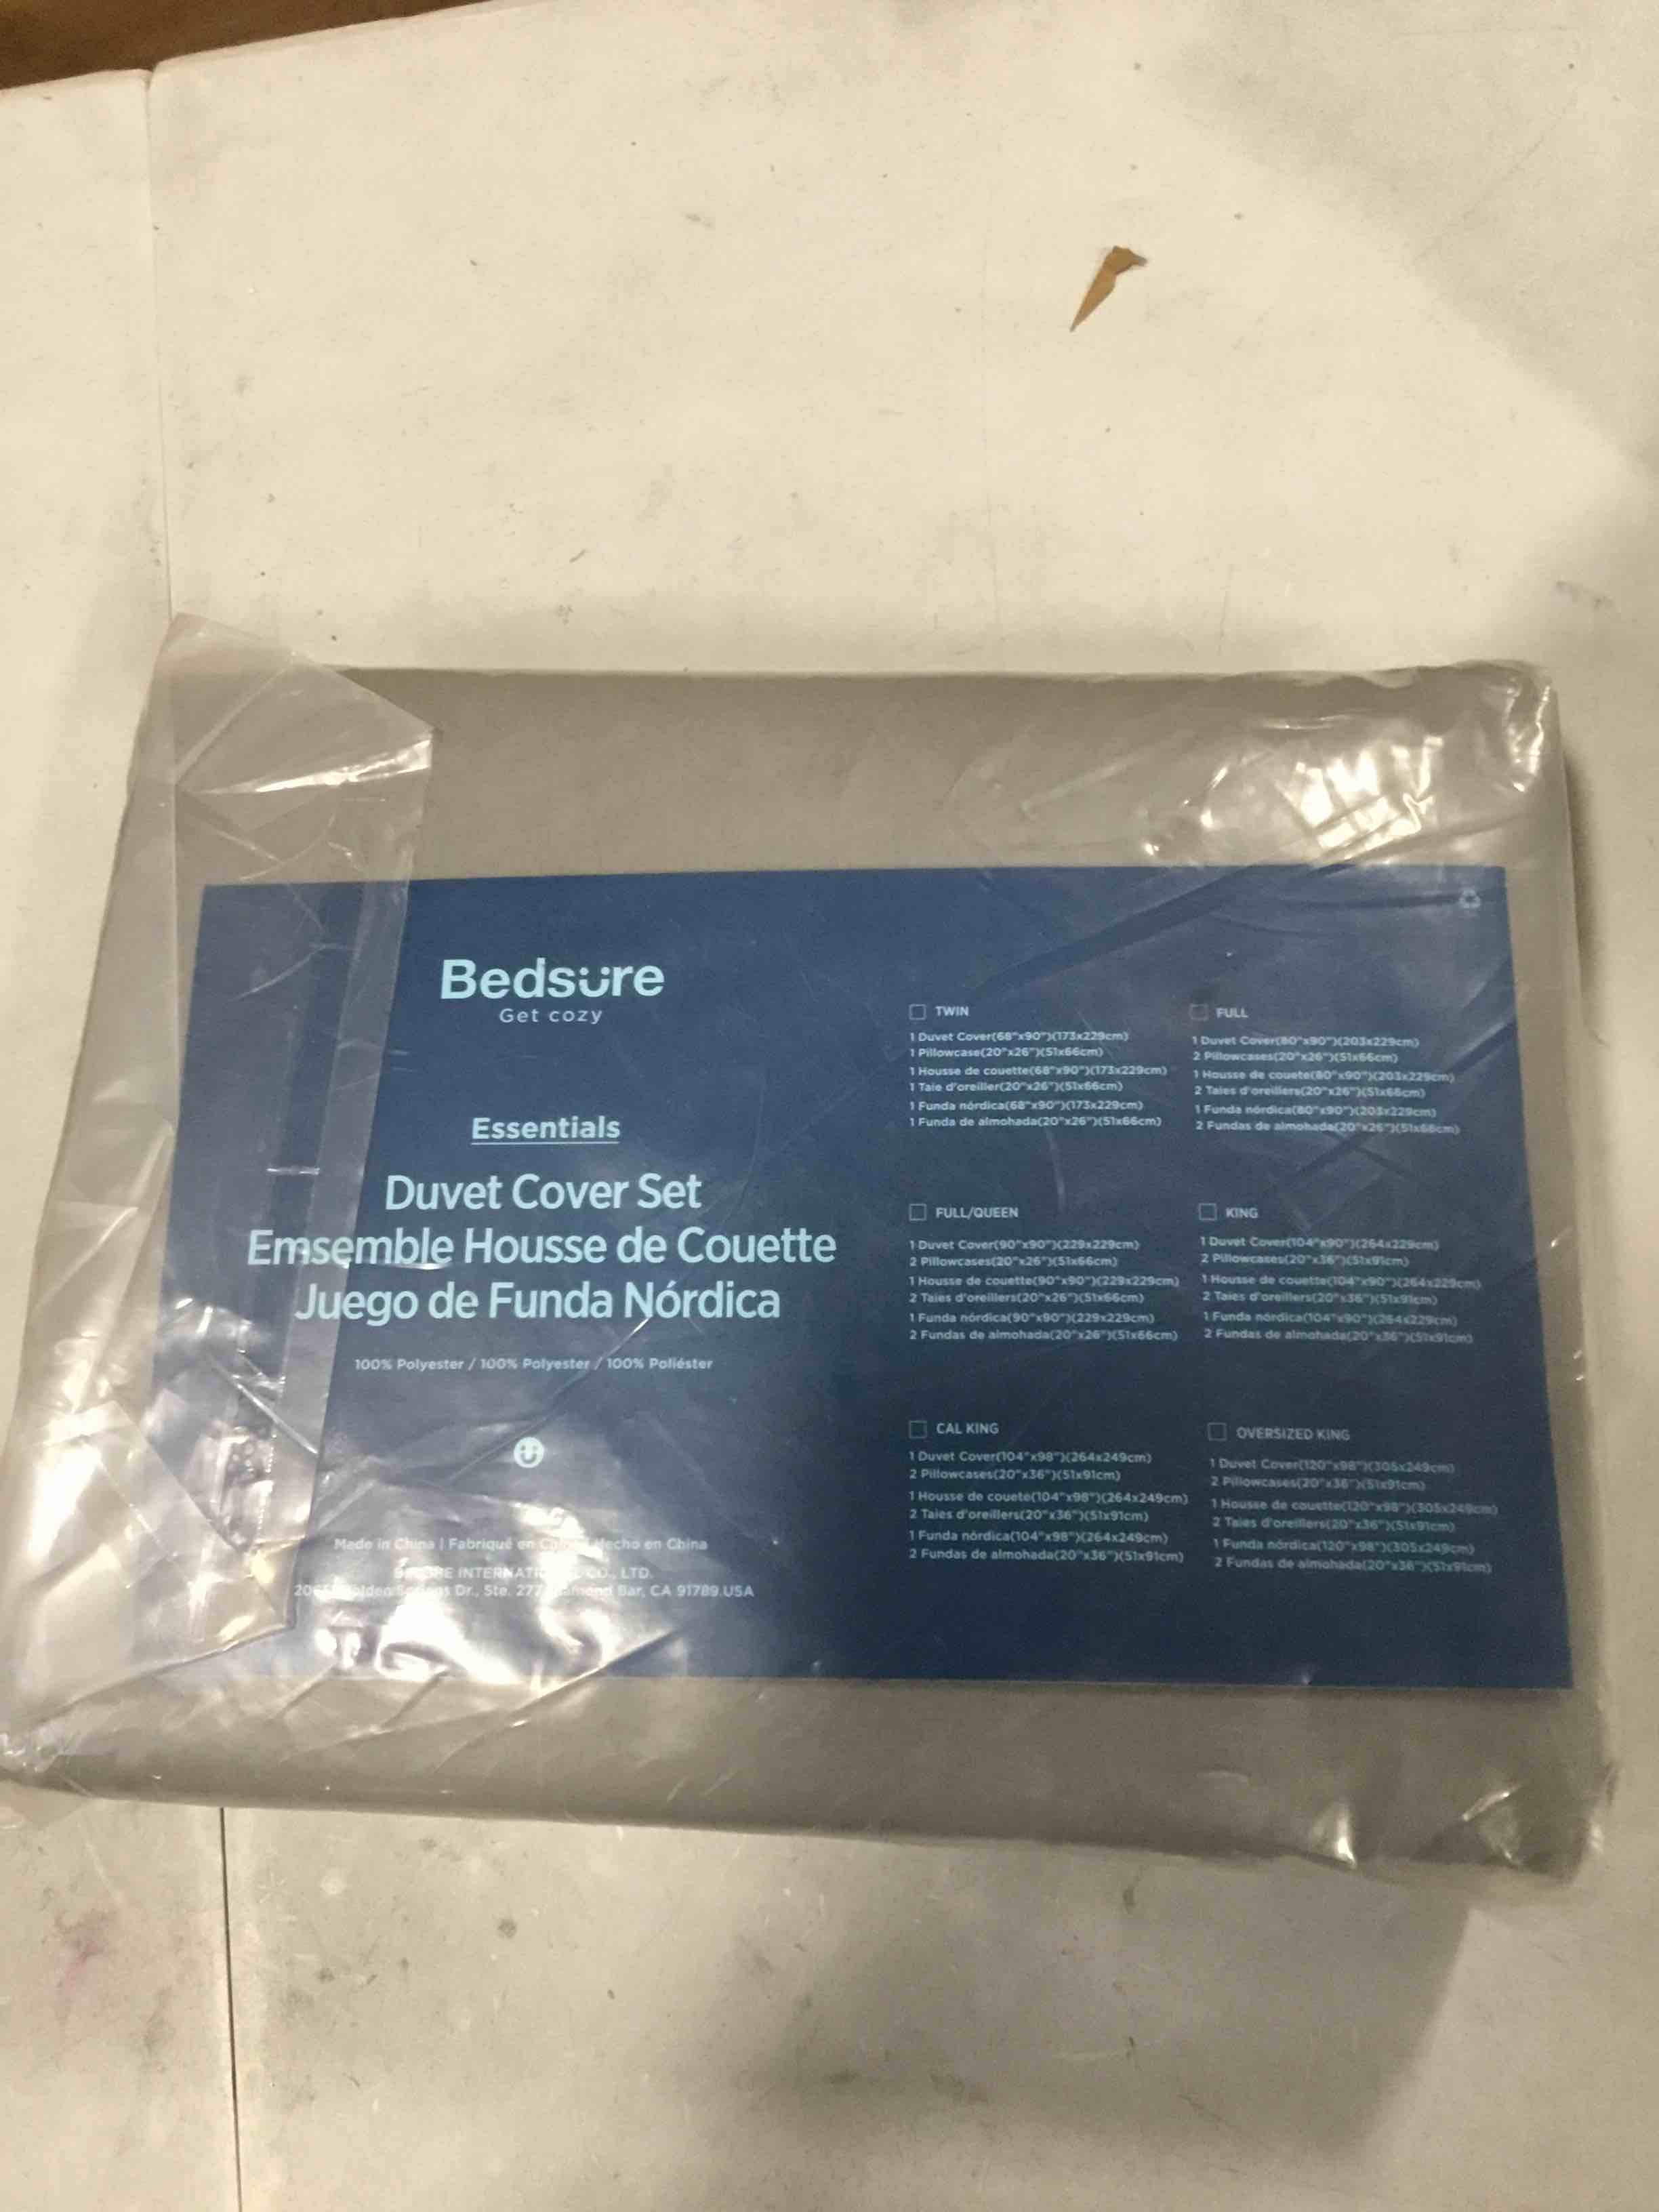 Bedsure
Get cozy
Essentials
Duvet Cover Set
Emsemble Housse de Couette
Juego de Funda Nórdica
100% Polyester / 100% Polyester / 100% Poliéster
Made in China | Fabriqué en Hecho en China
CO., LTD.
Dr., Ste. Bar, CA 91789.USA
TWIN
1 Duvet Cover(68"x90")(173x229cm)
1 Pillowcase(20"x26")(51x66cm)
1 Housse de couette(68"x90")(173x229cm)
1 Taie d'oreiller(20"x26")(51x66cm)
1 Funda nórdica(68"x90")(173x229cm)
1 Funda de almohada(20"x26")(51x66cm)
FULL
1 Duvet Cover(80"x90")(203x229cm)
2 Pillowcases(20"x26")(51x66cm)
1 Housse de couete(80"x90")(203x229cm)
2 Taies d'oreillers(20"x26")(51x66cm)
1 Funda nórdica(80"x90")(203x229cm)
2 Fundas de almohada(20"x26")(51x66cm)
FULL/QUEEN
1 Duvet Cover(90"x90")(229x229cm)
2 Pillowcases(20"x26")(51x66cm)
1 Housse de couette(90"x90")(229x229cm)
2 Taies d'oreillers(20"x26")(51x66cm)
1 Funda nórdica(90"x90")(229x229cm)
2 Fundas de almohada(20"x26")(51x66cm)
KING
1 Duvet Cover(104"x90")(264x229cm)
2 Pillowcases(20"x36")(51x91cm)
1 Housse de couette(104"x90")(264x229cm)
2 Taies d'oreillers(20"x36")(51x91cm)
1 Funda nórdica(104"x90")(264x229cm)
2 Fundas de almohada(20"x36")(51x91cm)
CAL KING
1 Duvet Cover(104"x98")(264x249cm)
2 Pillowcases(20"x36")(51x91cm)
1 Housse de couete(104"x98")(264x249cm)
2 Taies d'oreillers(20"x36")(51x91cm)
1 Funda nórdica(104"x98")(264x249cm)
2 Fundas de almohada(20"x36")(51x91cm)
OVERSIZED KING
1 Duvet Cover(120"x98")(305x249cm)
2 Pillowcases(20"x36")(51x91cm)
1 Housse de couette(120"x98")(305x249cm)
2 Taies d'oreillers(20"x36")(51x91cm)
1 Funda nórdica(120"x98")(305x249cm)
2 Fundas de almohada(20"x36")(51x91cm)